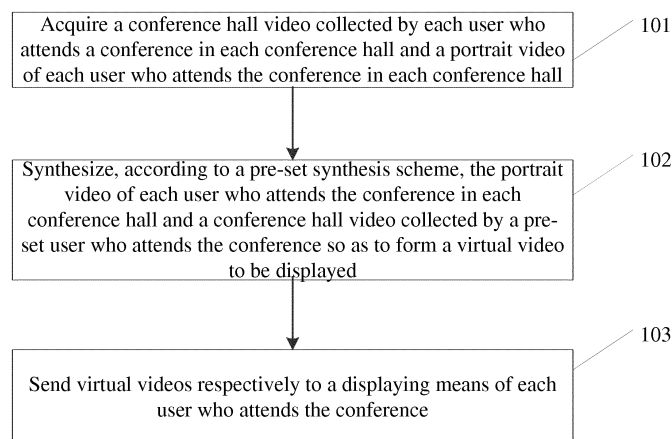 Acquire a conference hall video collected by each user who
attends a conference in each conference hall and a portrait video
of each user who attends the conference in each conference hall
101
Synthesize, according to a pre-set synthesis scheme, the portrait
video of each user who attends the conference in each
conference hall and a conference hall video collected by a pre-
set user who attends the conference so as to form a virtual video
to be displayed
102
Send virtual videos respectively to a displaying means of each
user who attends the conference
103